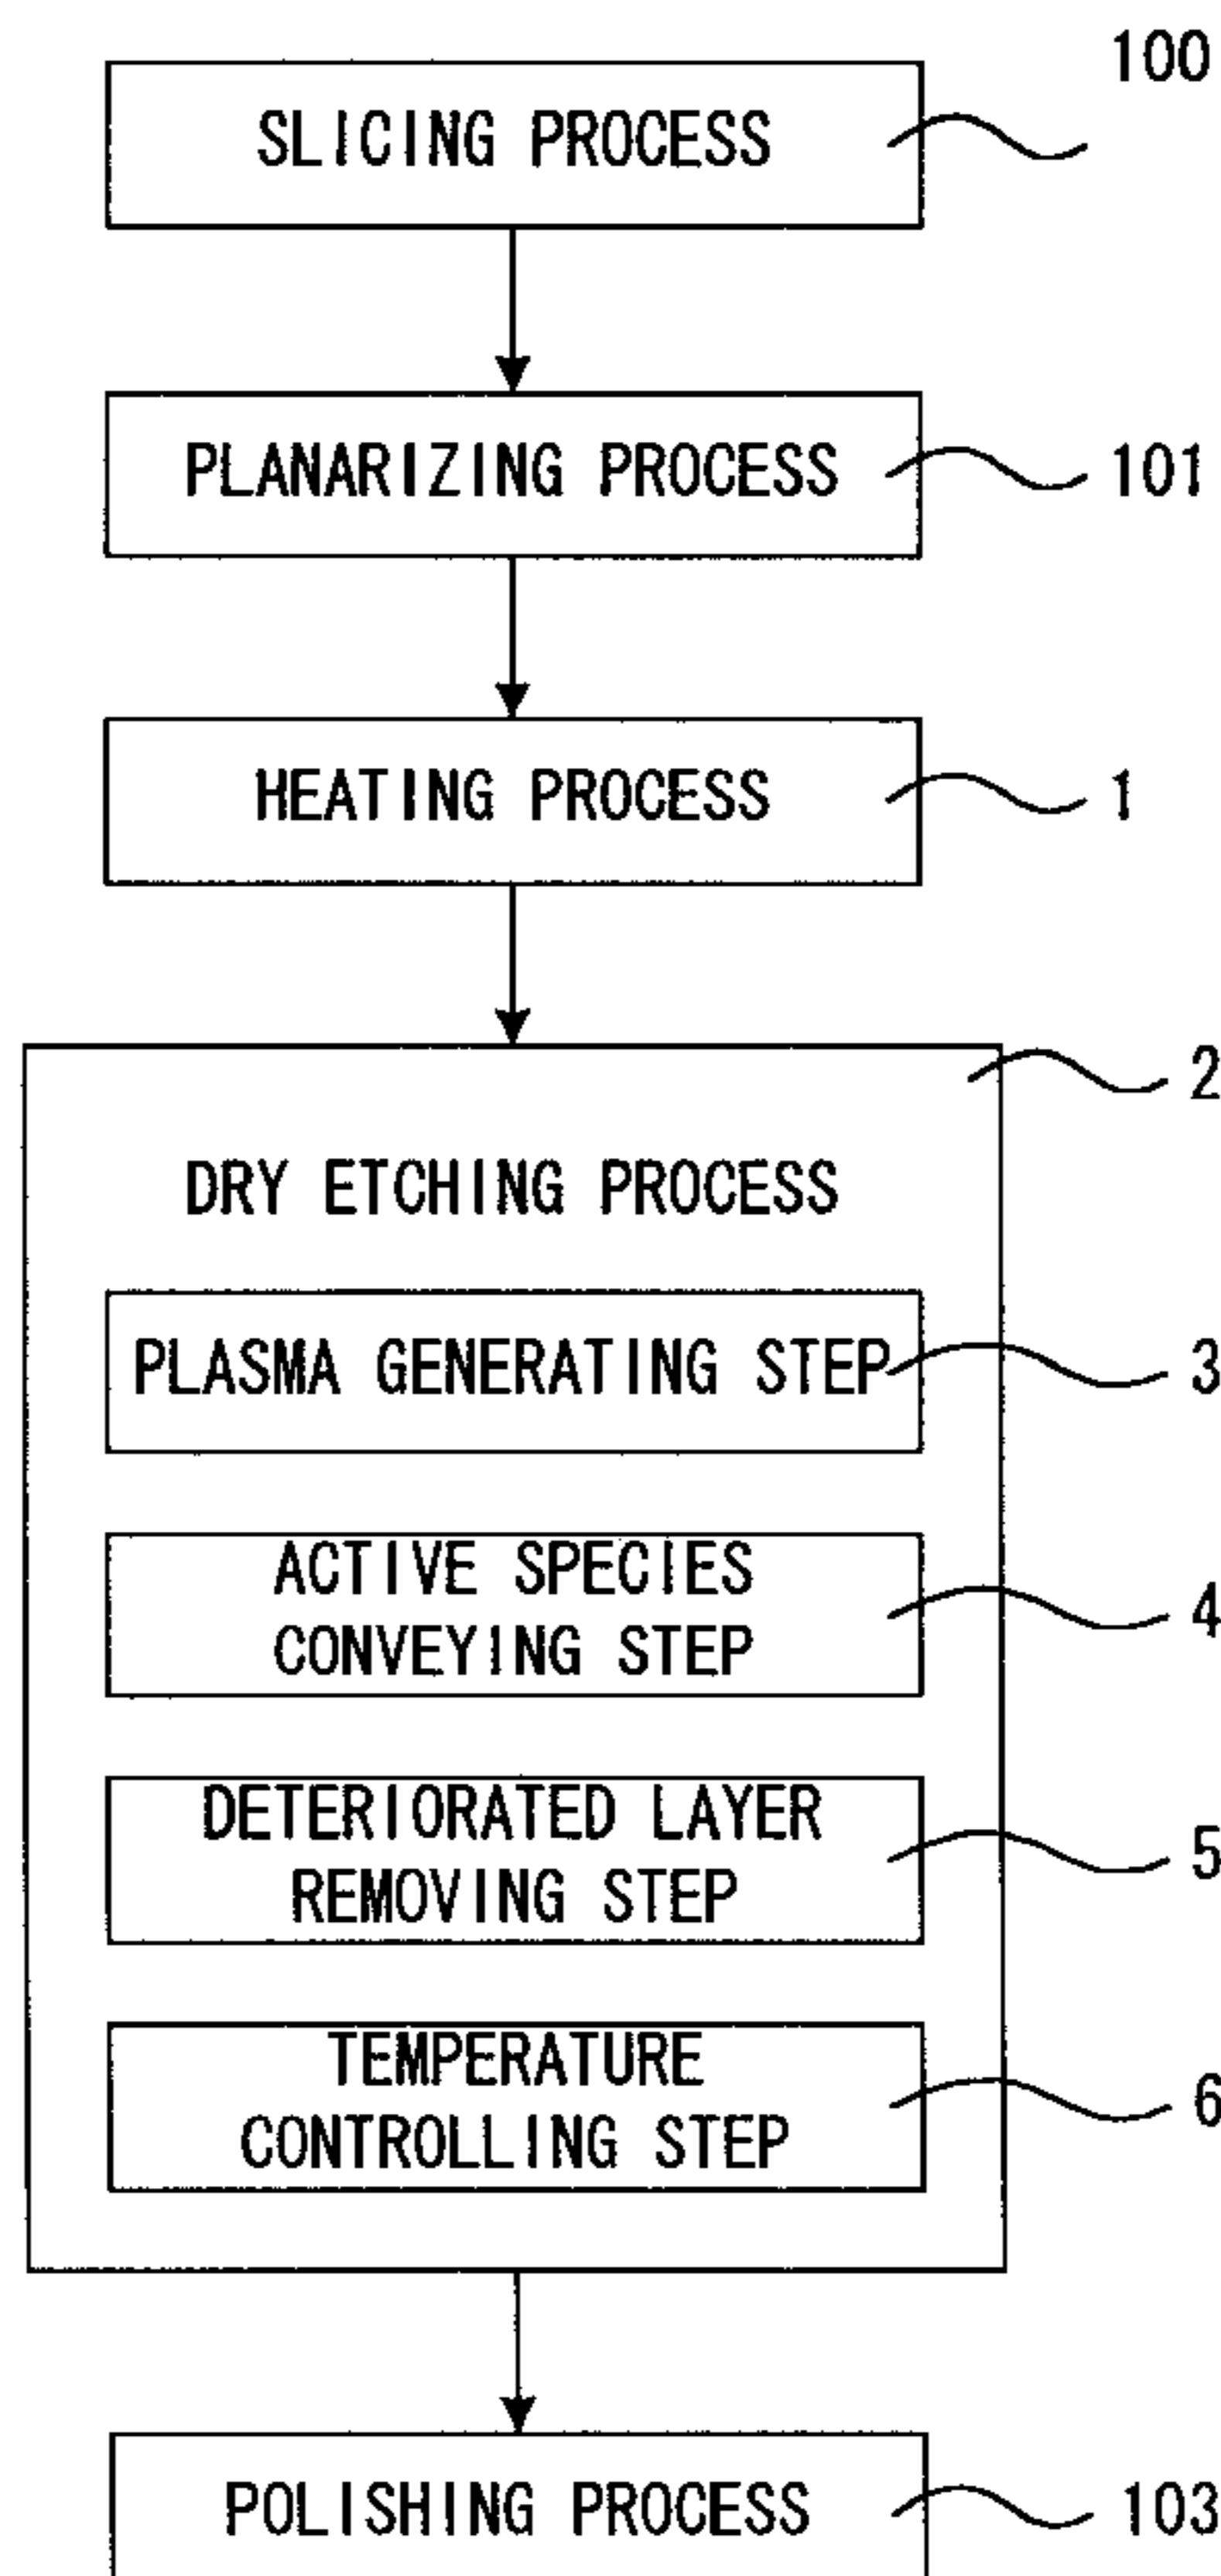 100
SLICING PROCESS
PLANARIZING PROCESS
101
HEATING PROCESS
1
2
DRY ETCHING PROCESS
PLASMA GENERATING STEP
3
ACTIVE SPECIES
CONVEYING STEP
4
DETERIORATED LAYER
REMOVING STEP
5
TEMPERATURE
CONTROLLING STEP
6
POLISHING PROCESS
103